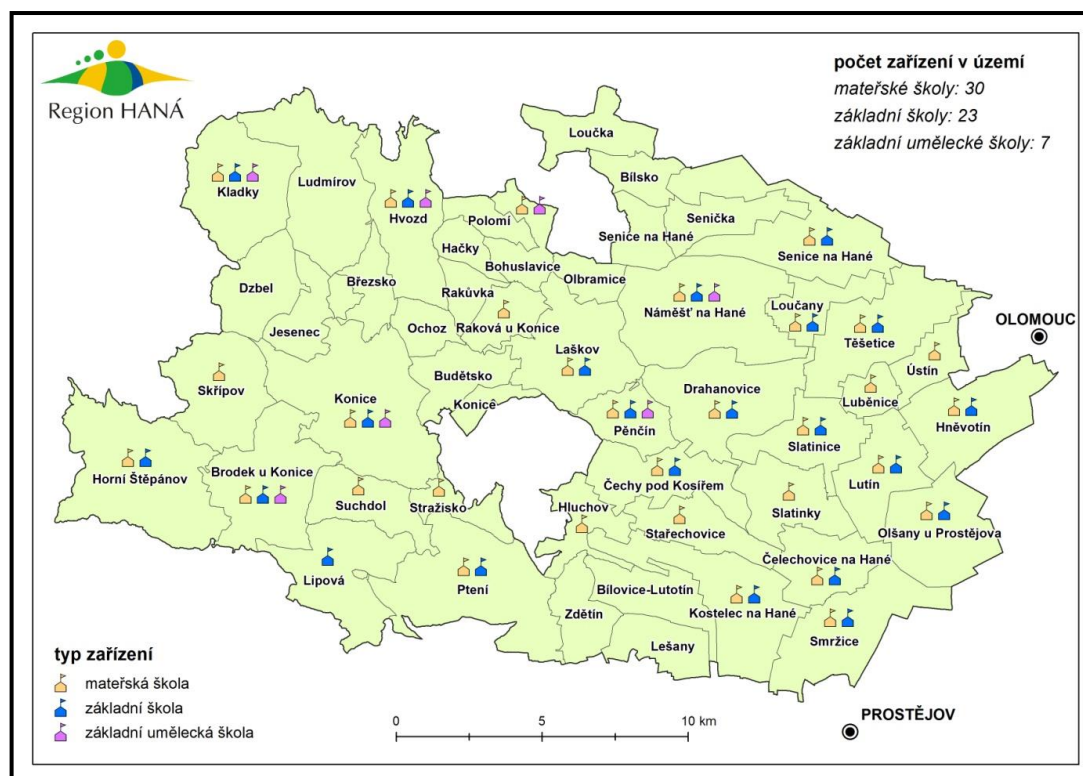 Region HANÁ
počet zařízení v území
mateřské školy: 30
základní školy: 23
základní umělecké školy: 7
Loučka
Bílsko
Kladky
Ludmírov
Hvozd
Polomí
Senička
Senice na Hané
Senice na Hané
Hačky
Bohuslavice
Olbramice
Dzbel
Březsko
Rakůvka
Náměšť na Hané
Loučany
OLOMOUC
Jesenec
Ochoz
Raková u Konice
Těšetice
Laškov
Ústín
Skřípov
Budětsko
Drahanovice
Luběnice
Konice
Konicê
Hněvotín
Pěnčín
Slatinice
Horní Štěpánov
Brodek u Konice
Čechy pod Kosířem
Lutín
Suchdol
Stražisko
Hluchov
Slatinky
Stařechovice
Olšany u Prostějova
Čelechovice na Hané
Lipová
Ptení
Bílovice-Lutotín
Kostelec na Hané
Zdětín
Smržice
Lešany
typ zařízení
mateřská škola
základní škola
základní umělecká škola
0 5 10 km
PROSTĚJOV